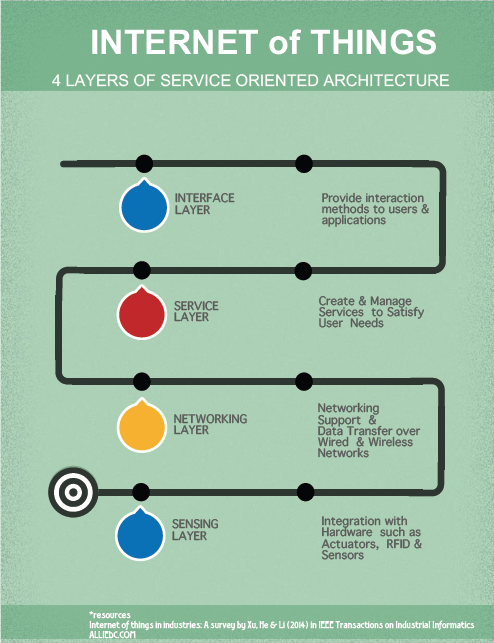 INTERNET of THINGS
4 LAYERS OF SERVICE ORIENTED ARCHITECTURE
INTERFACE
LAYER
Provide interaction
methods to users &
applications
SERVICE
LAYER
Create & Manage
Services to Satisfy
User Needs
NETWORKING
LAYER
Networking
Support &
Data Transfer over
Wired & Wireless
Networks
SENSING
LAYER
Integration with
Hardware such as
Actuators, RFID &
Sensors
*resources
Internet of things in industries: A survey by Xu, He & Li (2014) in IEEE Transactions on Industrial Informatics
ALLIEDC.COM